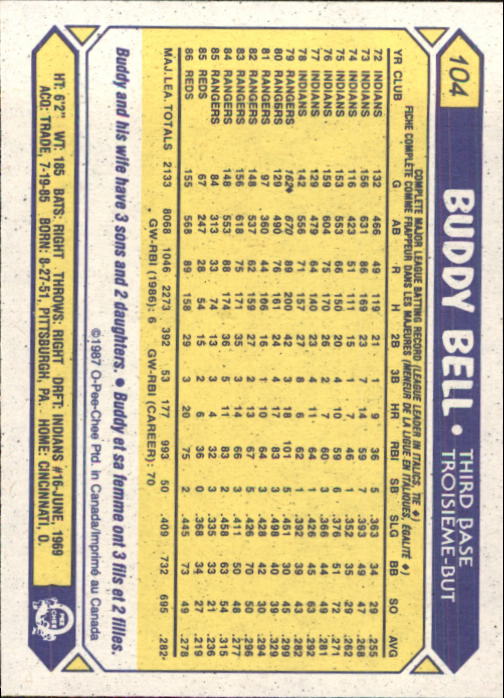 104
BUDDY BELL • THIRD BASE
TROISIEME-BUT
COMPLETE MAJOR LEAGUE BATTING RECORD (LEAGUE LEADER IN ITALICS, TIE ♦)
FICHE COMPLÈTE COMME FRAPPEUR DANS LES MAJEURES (MENEUR DE LA LIGUE EN ITALIQUES, ÉGALITÉ ♦)
YR CLUB G AB R H 2B 3B HR RBI SB SLG BB SO AVG
72 INDIANS 132 466 49 119 21 1 9 36 5 .363 34 29 .255
73 INDIANS 156 631 86 169 23 7 14 59 7 .393 49 47 .268
74 INDIANS 116 423 51 111 15 1 7 46 1 .352 35 29 .262
75 INDIANS 153 553 66 150 20 4 10 59 6 .376 51 72 .271
76 INDIANS 159 604 75 170 26 2 7 60 3 .366 44 49 .281
77 INDIANS 129 479 64 140 23 4 11 64 1 .426 45 63 .292
78 INDIANS 142 556 71 157 27 8 6 62 1 .392 39 43 .282
79 RANGERS 162♦ 670 89 200 42 3 18 101 5 .451 30 45 .299
80 RANGERS 129 490 76 161 24 4 17 83 3 .498 40 39 .329
81 RANGERS 97 360 44 106 16 1 10 64 3 .428 42 30 .294
82 RANGERS 148 537 62 159 27 2 13 67 5 .426 70 50 .296
83 RANGERS 156 618 75 171 35 3 14 66 3 .411 50 48 .277
84 RANGERS 148 553 88 174 36 5 11 83 2 .458 63 54 .315
85 RANGERS 84 313 33 74 13 3 4 32 3 .335 33 21 .236
85 REDS 67 247 28 54 15 2 6 36 0 .368 34 27 .219
86 REDS 155 568 89 158 29 3 20 75 2 .445 73 49 .278
MAJ. LEA. TOTALS 2133 8068 1046 2273 392 53 177 993 50 .409 732 695 .282
GW-RBI (1986): 6 GW-RBI (CAREER): 70
Buddy and his wife have 3 sons and 2 daughters. • Buddy et sa femme ont 3 fils et 2 filles.
©1987 O-Pee-Chee Ptd. in Canada/Imprimé au Canada
HT: 6'2" WT: 185 BATS: RIGHT THROWS: RIGHT DRFT: INDIANS #16-JUNE, 1969
ACQ: TRADE, 7-19-85 BORN: 8-27-51, PITTSBURGH, PA. HOME: CINCINNATI, O.
O PEE CHEE